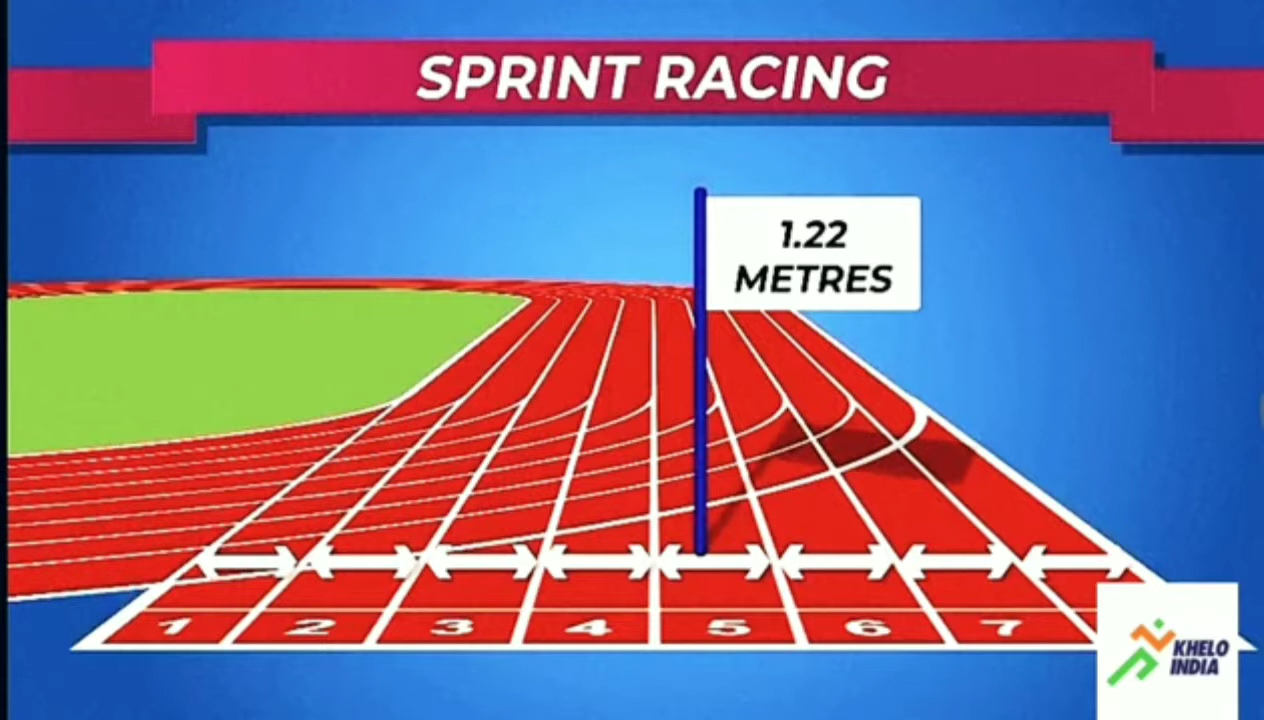 SPRINT RACING
1.22
METRES
1 2 3 4 5 6 7
KHELO
INDIA